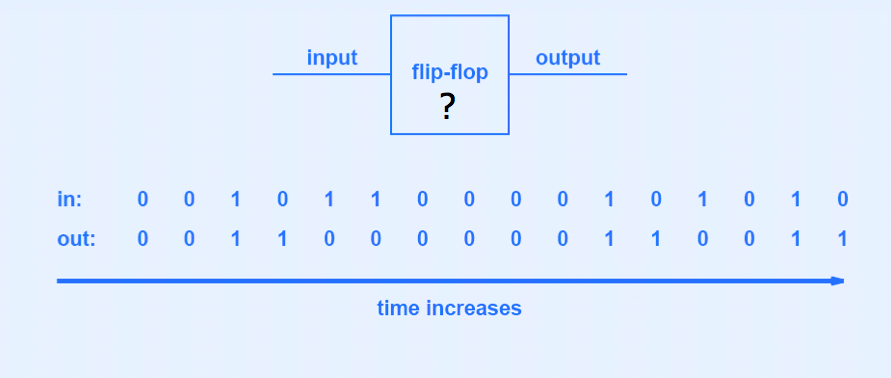 input
flip-flop
output
?
in: 0 0 1 0 1 1 0 0 0 0 1 0 1 0 1 0
out: 0 0 1 1 0 0 0 0 0 0 1 1 0 0 1 1
time increases